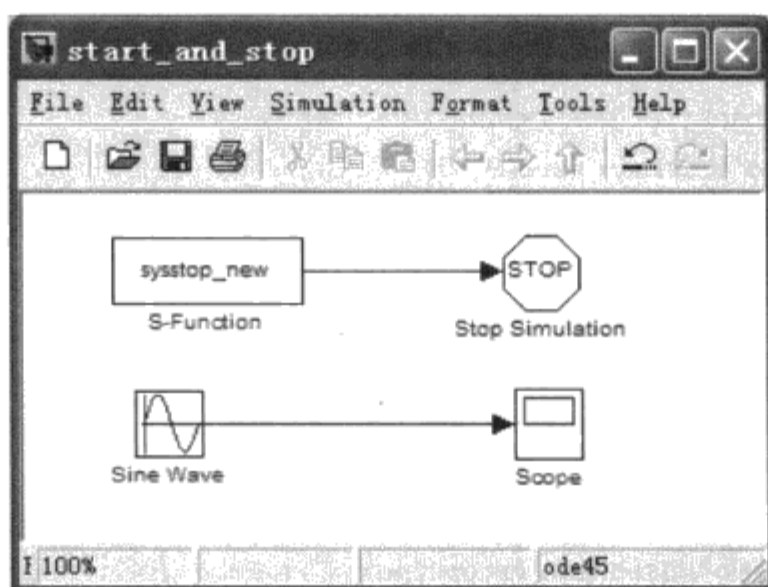 start_and_stop
File Edit View Simulation Format Tools Help
sysstop_new
STOP
S-Function
Stop Simulation
Sine Wave
Scope
100%
ode45